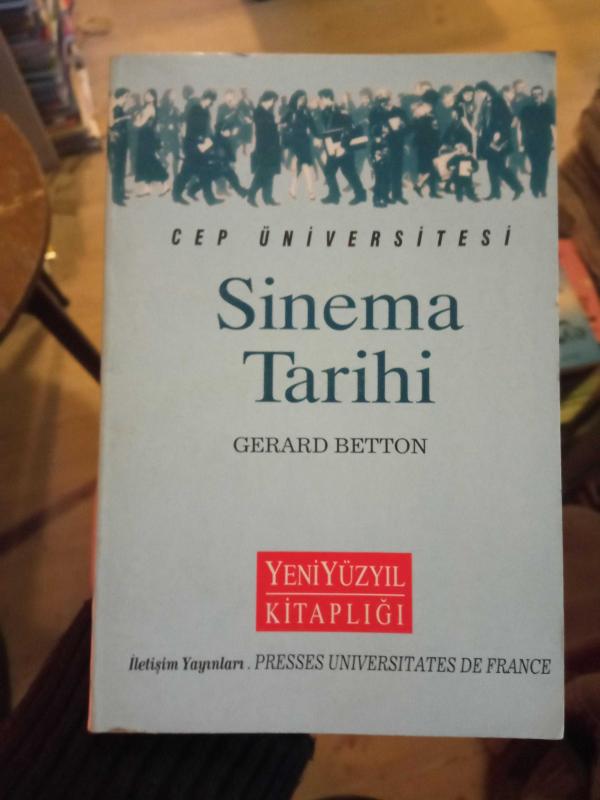 CEP ÜNİVERSİTESİ
Sinema
Tarihi
GERARD BETTON
YENİYÜZYIL
KİTAPLIĞI
İletişim Yayınları . PRESSES UNIVERSITATES DE FRANCE